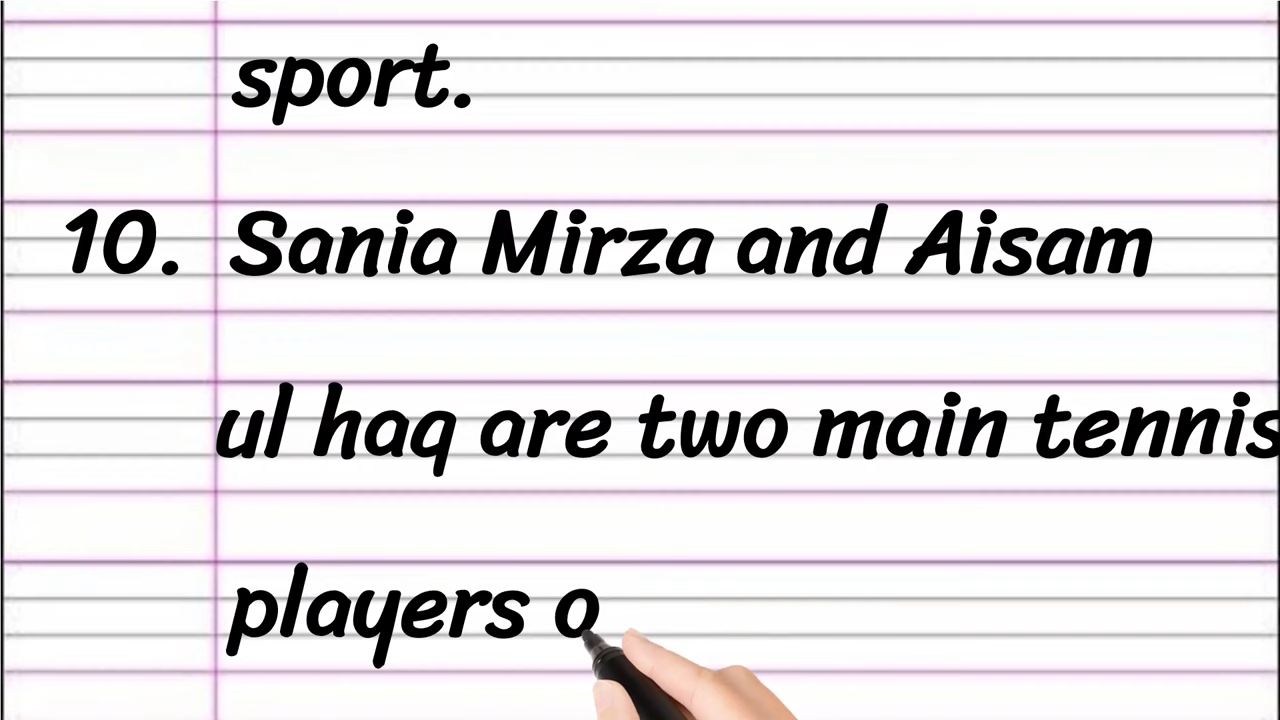 sport.
10. Sania Mirza and Aisam
ul haq are two main tennis
players o